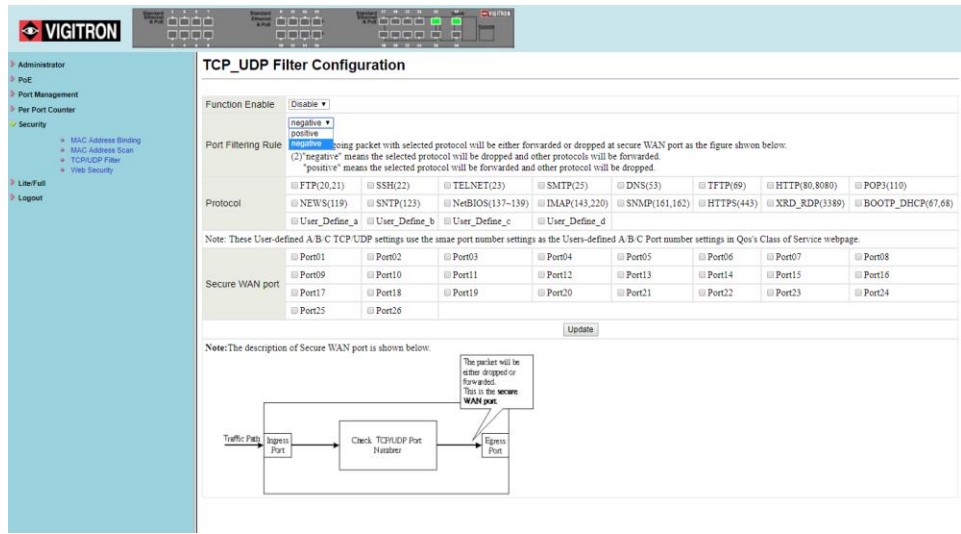 VIGITRON
VIGITRON
Administrator
PoE
Port Management
Per Port Counter
Security
MAC Address Binding
MAC Address Scan
TCP/UDP Filter
Web Security
Lite/Full
Logout
TCP_UDP Filter Configuration
Function Enable
Disable
Port Filtering Rule
negative
positive
negative
going packet with selected protocol will be either forwarded or dropped at secure WAN port as the figure shwon below.
(2)"negative" means the selected protocol will be dropped and other protocols will be forwarded.
"positive" means the selected protocol will be forwarded and other protocol will be dropped.
Protocol
FTP(20,21) SSH(22) TELNET(23) SMTP(25) DNS(53) TFTP(69) HTTP(80,8080) POP3(110)
NEWS(119) SNTP(123) NetBIOS(137~139) IMAP(143,220) SNMP(161,162) HTTPS(443) XRD_RDP(3389) BOOTP_DHCP(67,68)
User_Define_a User_Define_b User_Define_c User_Define_d
Note: These User-defined A/B/C TCP/UDP settings use the smae port number settings as the Users-defined A/B/C Port number settings in Qos's Class of Service webpage.
Secure WAN port
Port01 Port02 Port03 Port04 Port05 Port06 Port07 Port08
Port09 Port10 Port11 Port12 Port13 Port14 Port15 Port16
Port17 Port18 Port19 Port20 Port21 Port22 Port23 Port24
Port25 Port26
Update
Note:The description of Secure WAN port is shown below.
The packet will be
either dropped or
forwarded.
This is the secure
WAN port.
Traffic Path
Ingress
Port
Check TCP/UDP Port
Number
Egress
Port